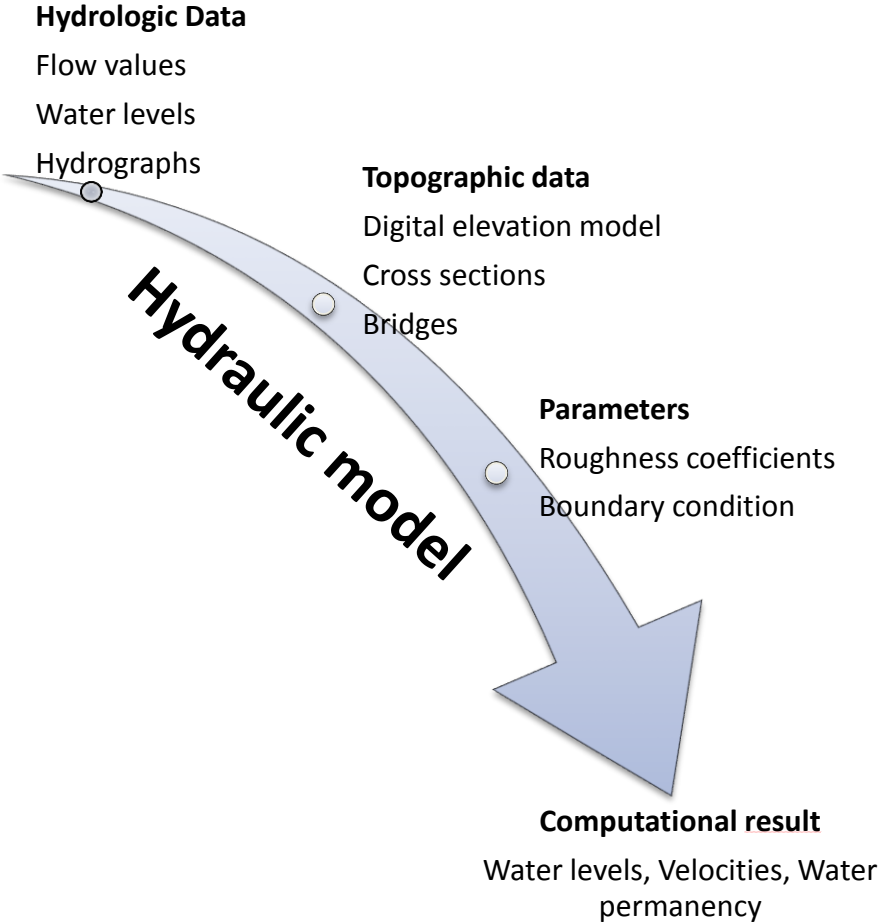 Hydrologic Data
Flow values
Water levels
Hydrographs
Topographic data
Digital elevation model
Cross sections
Bridges
Hydraulic model
Parameters
Roughness coefficients
Boundary condition
Computational result
Water levels, Velocities, Water
permanency